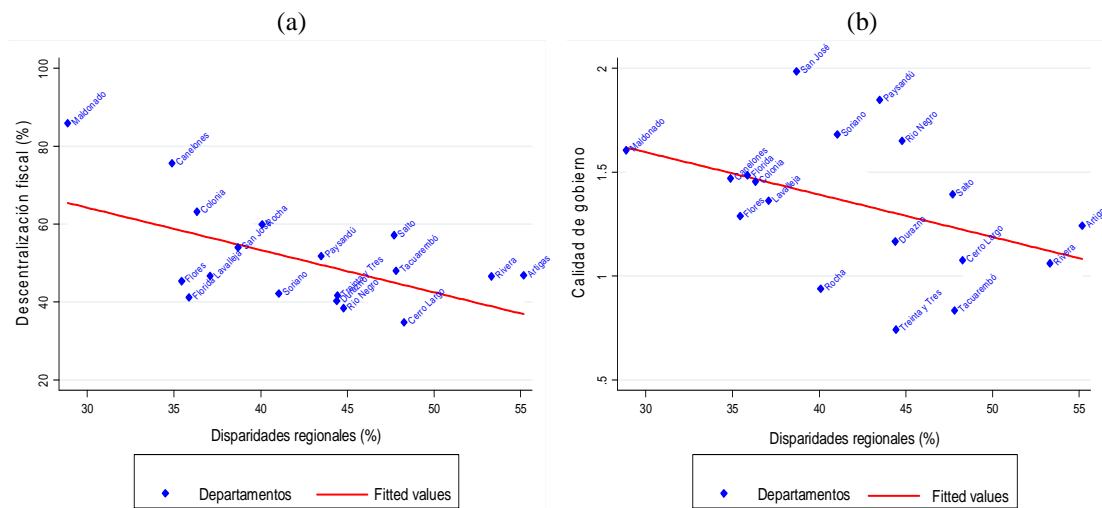 (a)
(b)
Descentralización fiscal (%)
100
80
60
40
20
Maldonado
Canelones
Colonia
Rocha
San José
Flores
Lavalleja
Florida
Soriano
Paysandú
Salto
Tacuarembó
Treinta y Tres
Durazno
Río Negro
Cerro Largo
Rivera
Artigas
30 35 40 45 50 55
Disparidades regionales (%)
Departamentos Fitted values
Calidad de gobierno
2
1.5
1
.5
San José
Paysandú
Soriano
Río Negro
Maldonado
Canelones
Florida
Colonia
Lavalleja
Flores
Salto
Durazno
Artigas
Cerro Largo
Rivera
Rocha
Tacuarembó
Treinta y Tres
30 35 40 45 50 55
Disparidades regionales (%)
Departamentos Fitted values